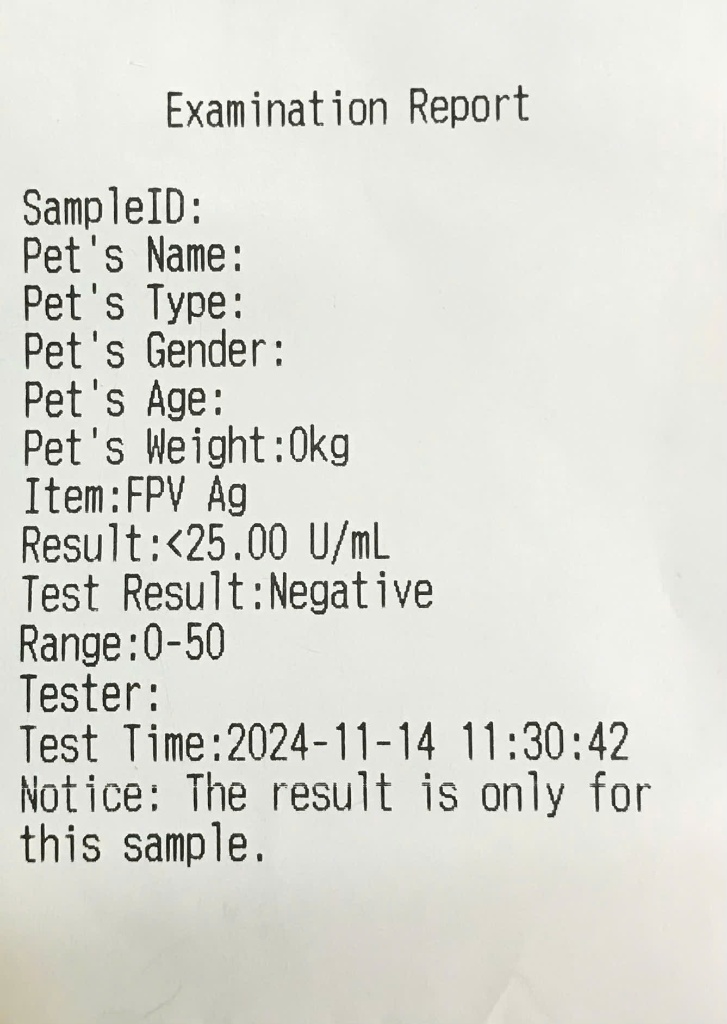 Examination Report
SampleID:
Pet's Name:
Pet's Type:
Pet's Gender:
Pet's Age:
Pet's Weight:0kg
Item:FPV Ag
Result:<25.00 U/mL
Test Result:Negative
Range:0-50
Tester:
Test Time:2024-11-14 11:30:42
Notice: The result is only for
this sample.